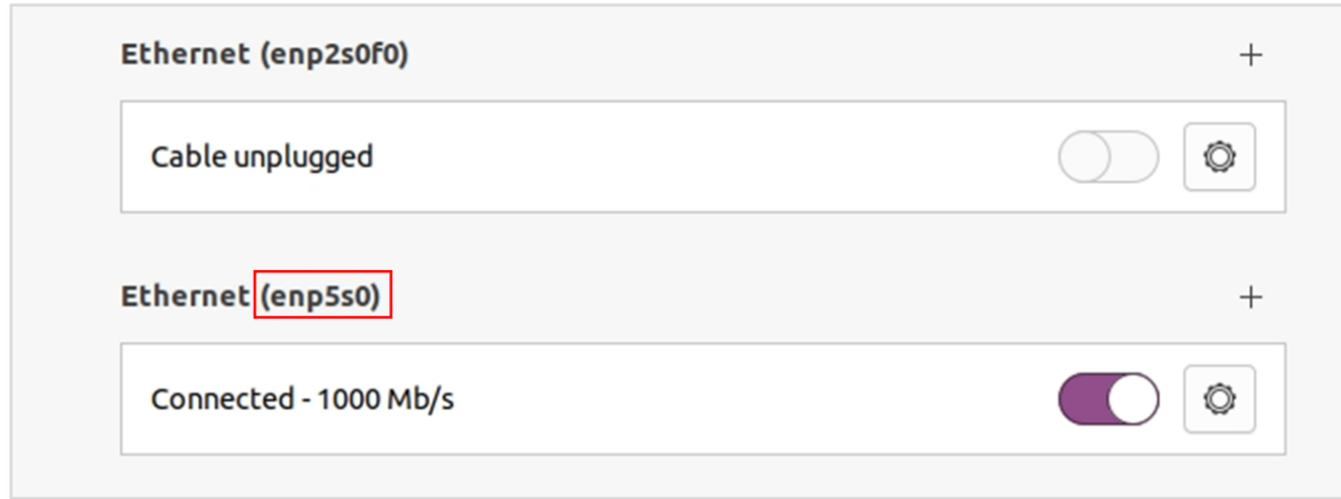 Ethernet (enp2s0f0)
Cable unplugged
Ethernet (enp5s0)
Connected - 1000 Mb/s